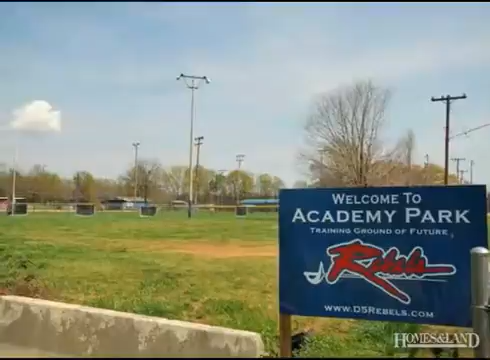 WELCOME TO
ACADEMY PARK
TRAINING GROUND OF FUTURE
Rebels
WWW.D5REBELS.COM
HOMES&LAND